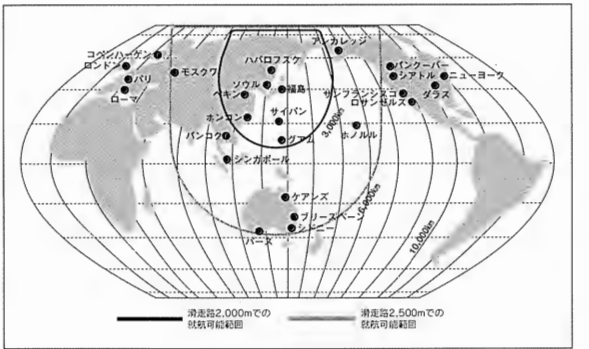 アンカレッジ
コペンハーゲン
ロンドン
パリ
ローマ
モスクワ
ハバロフスク
ソウル
ペキン
福島
バンクーバー
シアトル
ニューヨーク
サンフランシスコ
ロサンゼルス
ダラス
ホンコン
サイパン
3,000km
バンコク
グアム
ホノルル
シンガポール
ケアンズ
ブリスベーン
シドニー
パース
10,000km
滑走路2,000mでの
就航可能範囲
滑走路2,500mでの
就航可能範囲